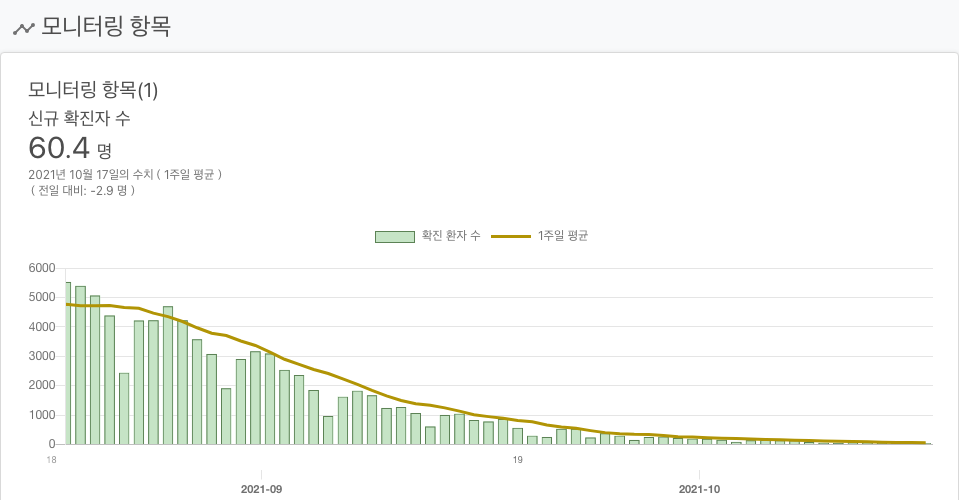 모니터링 항목
모니터링 항목(1)
신규 확진자 수
60.4 명
2021년 10월 17일의 수치 ( 1주일 평균 )
( 전일 대비: -2.9 명 )
확진 환자 수 1주일 평균
6000
5000
4000
3000
2000
1000
0
18 19
2021-09 2021-10